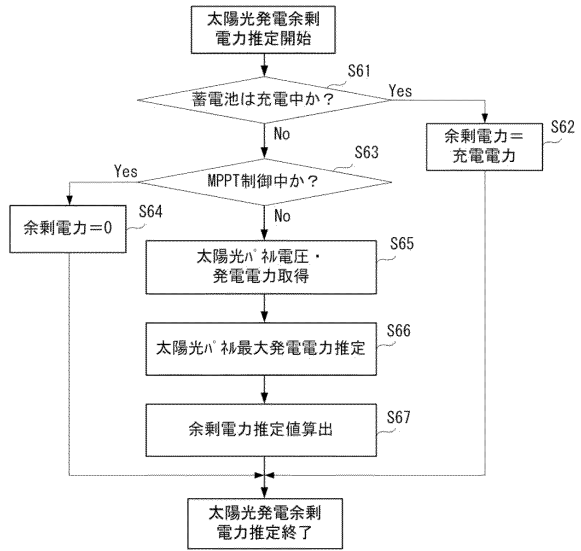 太陽光発電余剰
電力推定開始
S61
蓄電池は充電中か?
Yes
No
S62
余剰電力=
充電電力
S63
MPPT制御中か?
Yes
No
S64
余剰電力=0
S65
太陽光ﾊﾟﾈﾙ電圧・
発電電力取得
S66
太陽光ﾊﾟﾈﾙ最大発電電力推定
S67
余剰電力推定値算出
太陽光発電余剰
電力推定終了